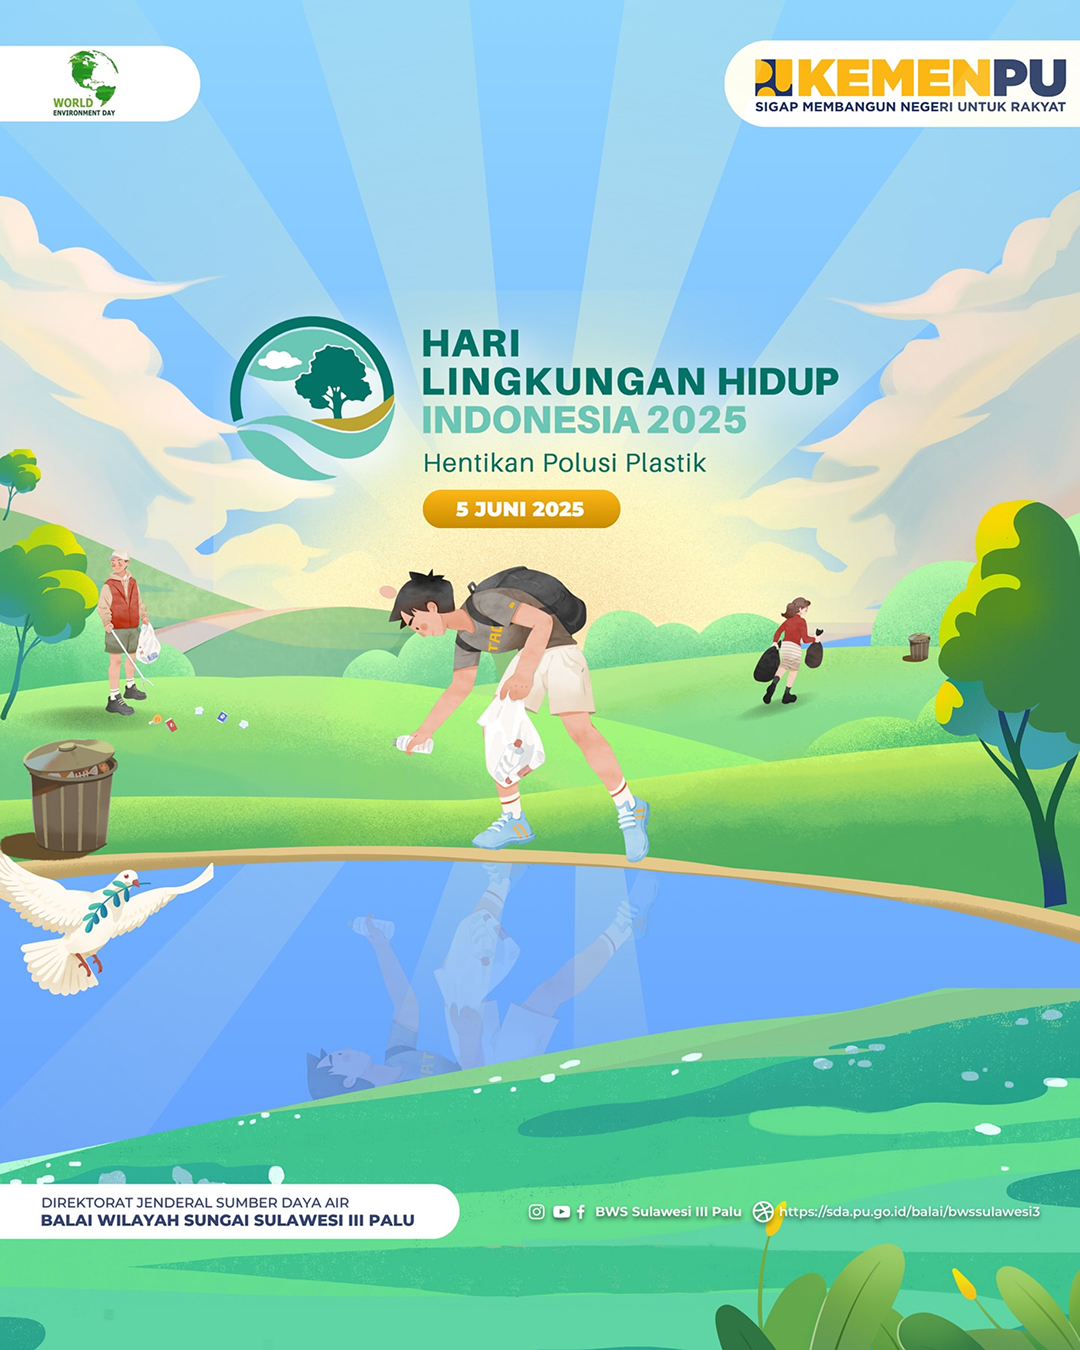 WORLD
ENVIRONMENT DAY
KEMENPU
SIGAP MEMBANGUN NEGERI UNTUK RAKYAT
HARI
LINGKUNGAN HIDUP
INDONESIA 2025
Hentikan Polusi Plastik
5 JUNI 2025
DIREKTORAT JENDERAL SUMBER DAYA AIR
BALAI WILAYAH SUNGAI SULAWESI III PALU
BWS Sulawesi III Palu
https://sda.pu.go.id/balai/bwssulawesi3